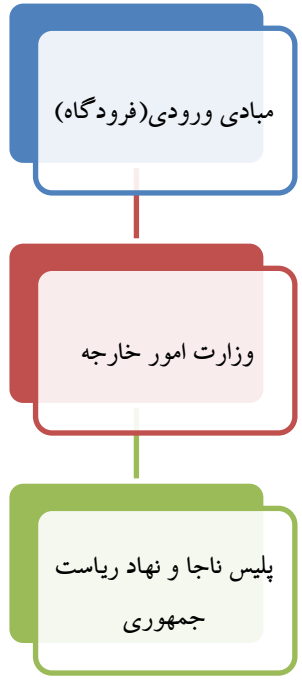 مبادی ورودی(فرودگاه)
وزارت امور خارجه
پلیس ناجا و نهاد ریاست
جمهوری